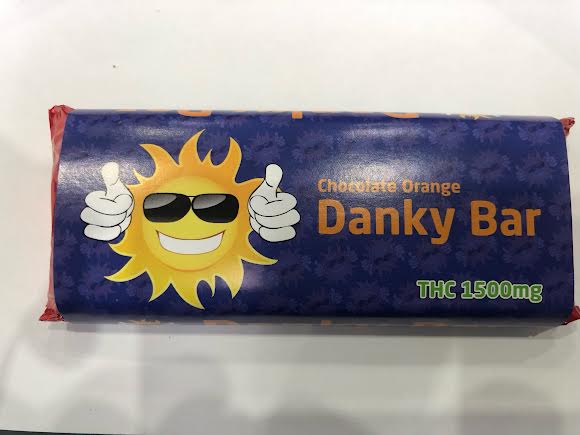 Chocolate Orange
Danky Bar
THC 1500mg